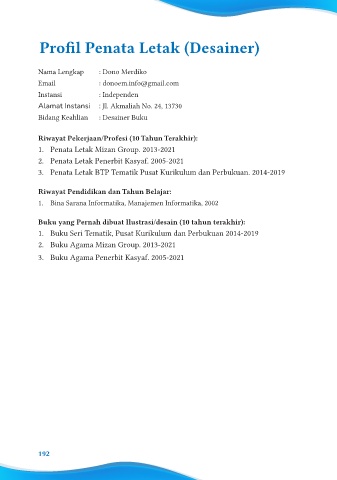 Profil Penata Letak (Desainer)
Nama Lengkap : Dono Merdiko
Email : donoem.info@gmail.com
Instansi : Independen
Alamat Instansi : Jl. Akmaliah No. 24, 13730
Bidang Keahlian : Desainer Buku
Riwayat Pekerjaan/Profesi (10 Tahun Terakhir):
1. Penata Letak Mizan Group. 2013-2021
2. Penata Letak Penerbit Kasyaf. 2005-2021
3. Penata Letak BTP Tematik Pusat Kurikulum dan Perbukuan. 2014-2019
Riwayat Pendidikan dan Tahun Belajar:
1. Bina Sarana Informatika, Manajemen Informatika, 2002
Buku yang Pernah dibuat Ilustrasi/desain (10 tahun terakhir):
1. Buku Seri Tematik, Pusat Kurikulum dan Perbukuan 2014-2019
2. Buku Agama Mizan Group. 2013-2021
3. Buku Agama Penerbit Kasyaf. 2005-2021
192